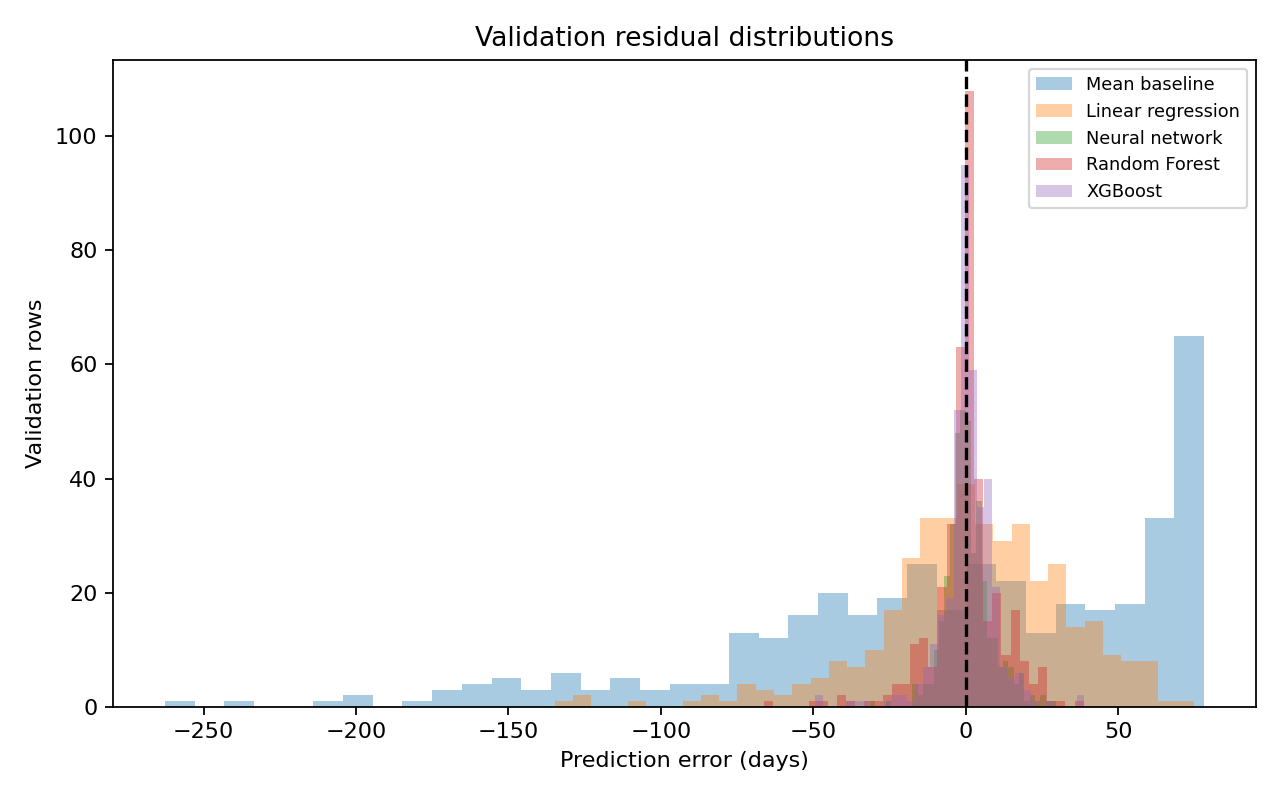 Validation residual distributions
Mean baseline
Linear regression
Neural network
Random Forest
XGBoost
Validation rows
100
80
60
40
20
0
−250
−200
−150
−100
−50
0
50
Prediction error (days)